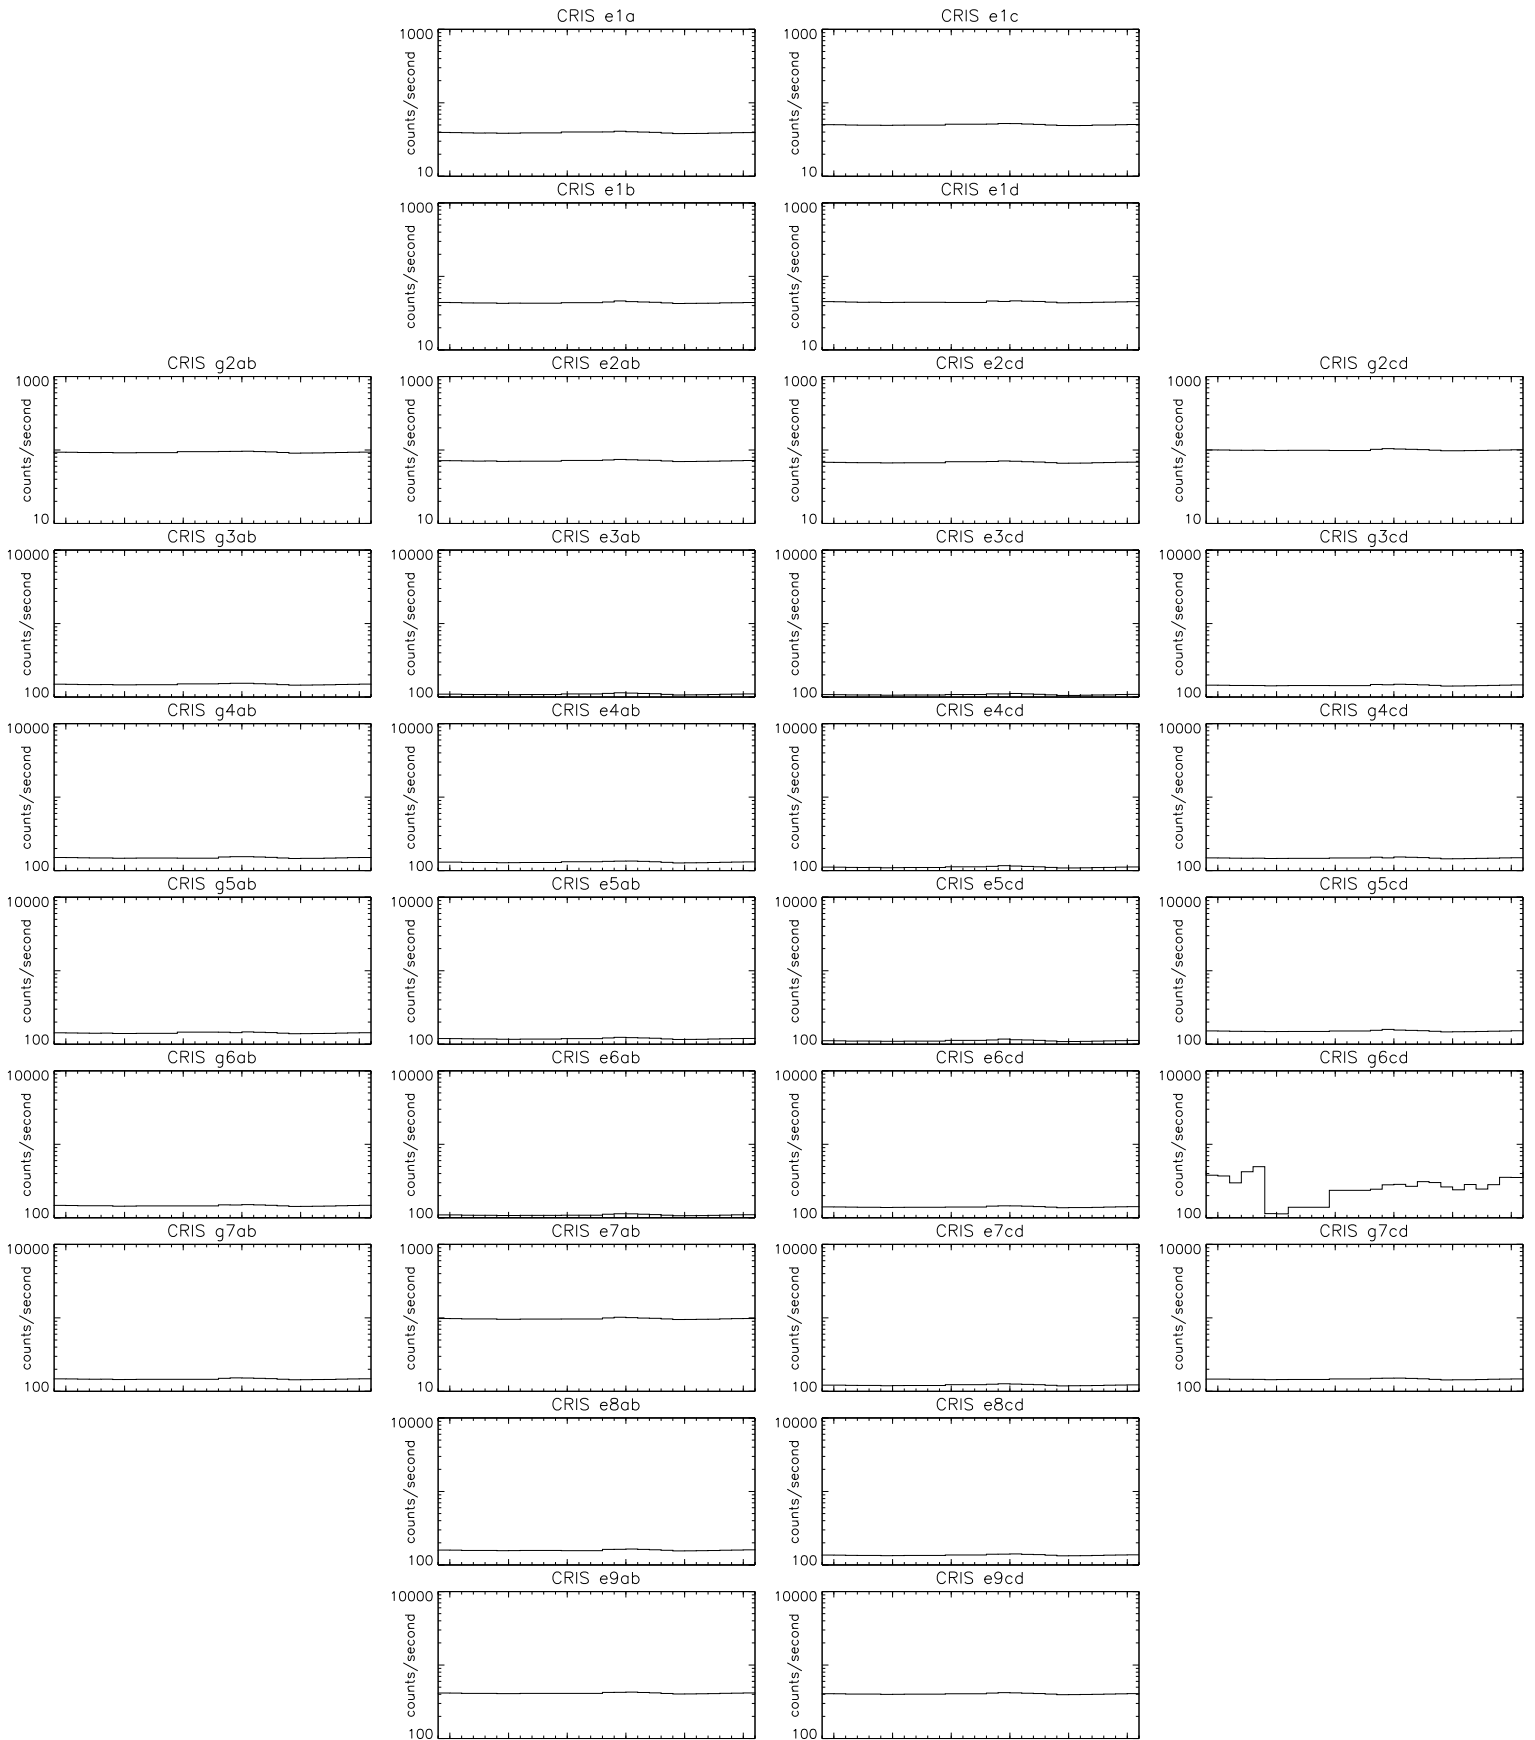 CRIS e1a CRIS e1c
1000 1000
counts/second counts/second
10 10
CRIS e1b CRIS e1d
1000 1000
counts/second counts/second
10 10
CRIS g2ab CRIS e2ab CRIS e2cd CRIS g2cd
1000 1000 1000 1000
counts/second counts/second counts/second counts/second
10 10 10 10
CRIS g3ab CRIS e3ab CRIS e3cd CRIS g3cd
10000 10000 10000 10000
counts/second counts/second counts/second counts/second
100 100 100 100
CRIS g4ab CRIS e4ab CRIS e4cd CRIS g4cd
10000 10000 10000 10000
counts/second counts/second counts/second counts/second
100 100 100 100
CRIS g5ab CRIS e5ab CRIS e5cd CRIS g5cd
10000 10000 10000 10000
counts/second counts/second counts/second counts/second
100 100 100 100
CRIS g6ab CRIS e6ab CRIS e6cd CRIS g6cd
10000 10000 10000 10000
counts/second counts/second counts/second counts/second
100 100 100 100
CRIS g7ab CRIS e7ab CRIS e7cd CRIS g7cd
10000 1000 10000 10000
counts/second counts/second counts/second counts/second
100 10 100 100
CRIS e8ab CRIS e8cd
10000 10000
counts/second counts/second
100 100
CRIS e9ab CRIS e9cd
10000 10000
counts/second counts/second
100 100